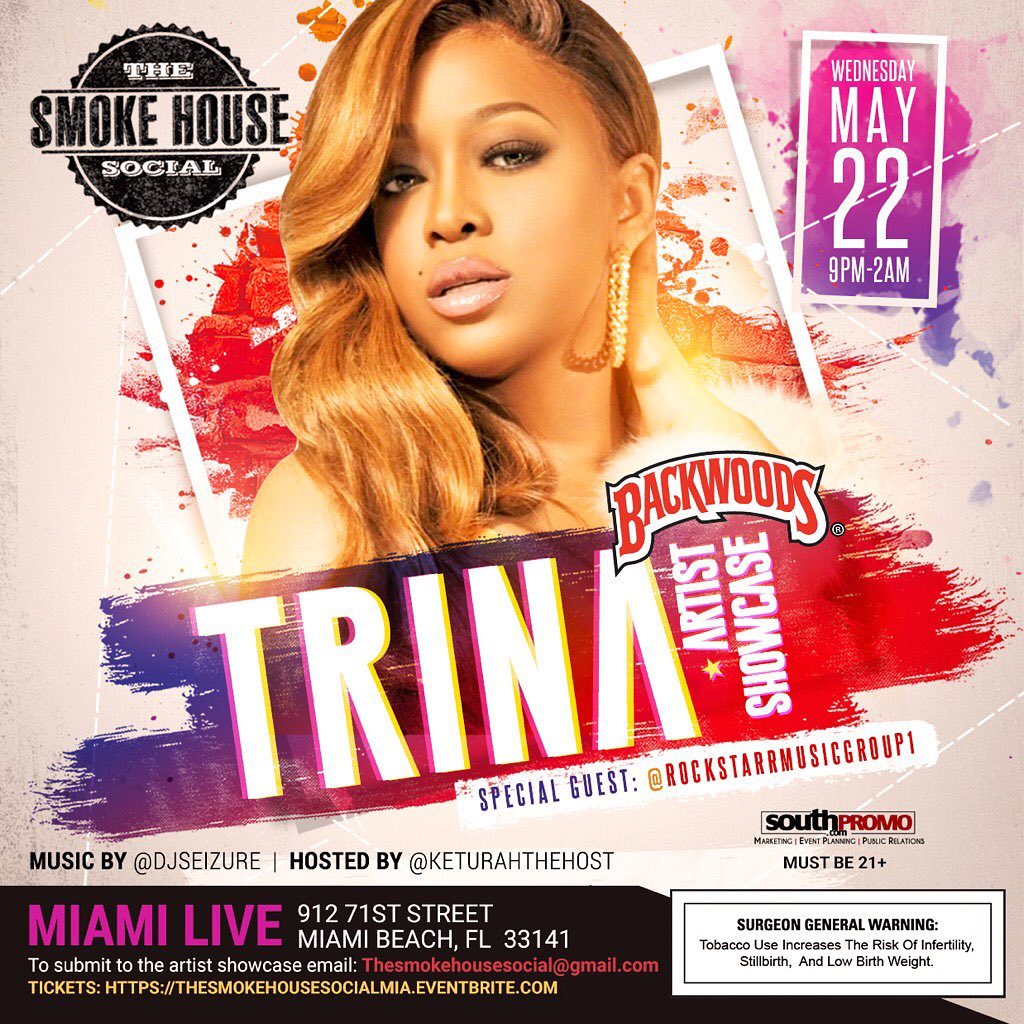 THE
SMOKE HOUSE
SOCIAL
WEDNESDAY
MAY
22
9PM-2AM
BACKWOODS®
TRINA
ARTIST
SHOWCASE
SPECIAL GUEST: @ROCKSTARRMUSICGROUP1
southPROMO
.com
MARKETING | EVENT PLANNING | PUBLIC RELATIONS
MUSIC BY @DJSEIZURE | HOSTED BY @KETURAHTHEHOST
MUST BE 21+
MIAMI LIVE
912 71ST STREET
MIAMI BEACH, FL 33141
To submit to the artist showcase email: Thesmokehousesocial@gmail.com
TICKETS: HTTPS://THESMOKEHOUSESOCIALMIA.EVENTBRITE.COM
SURGEON GENERAL WARNING:
Tobacco Use Increases The Risk Of Infertility,
Stillbirth, And Low Birth Weight.